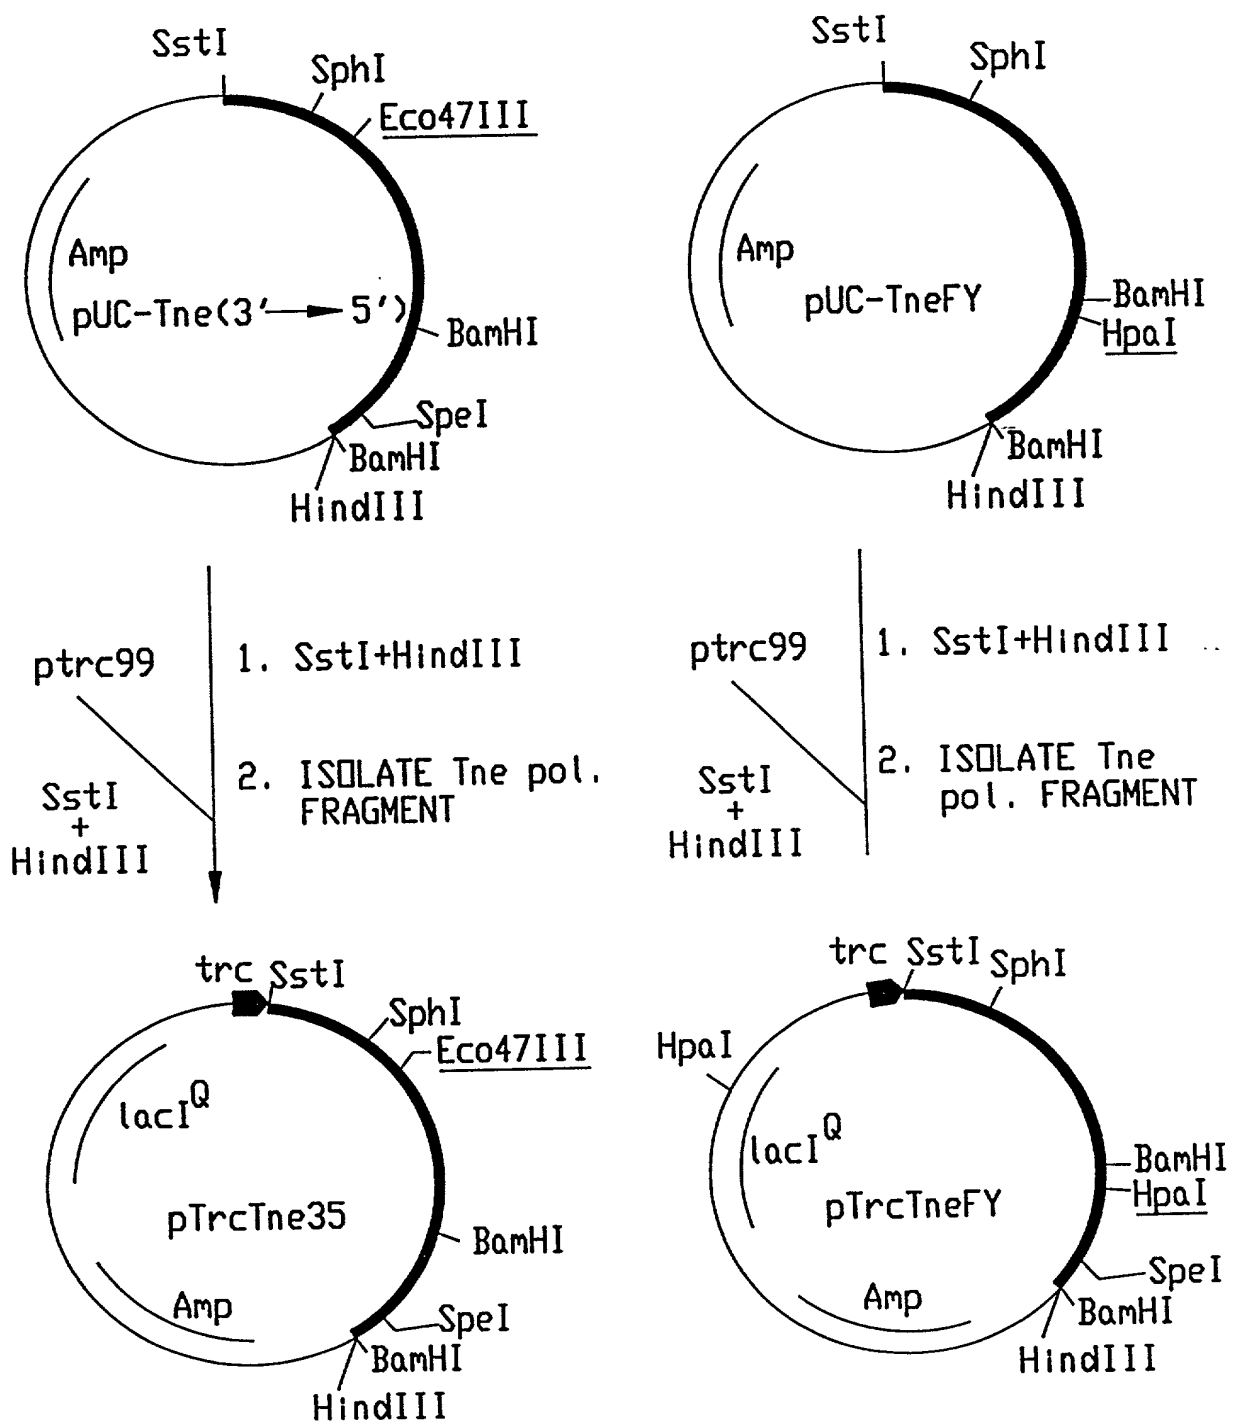 SstI
SphI
Eco47III
Amp
pUC-Tne(3'→5')
BamHI
SpeI
BamHI
HindIII
SstI
SphI
Amp
pUC-TneFY
BamHI
HpaI
BamHI
HindIII
ptrc99
SstI
+
HindIII
1. SstI+HindIII
2. ISOLATE Tne pol.
FRAGMENT
ptrc99
SstI
+
HindIII
1. SstI+HindIII
2. ISOLATE Tne
pol. FRAGMENT
trc
SstI
SphI
Eco47III
lacI^Q
pTrcTne35
BamHI
Amp
SpeI
BamHI
HindIII
trc
SstI
SphI
HpaI
lacI^Q
BamHI
HpaI
pTrcTneFY
SpeI
Amp
BamHI
HindIII